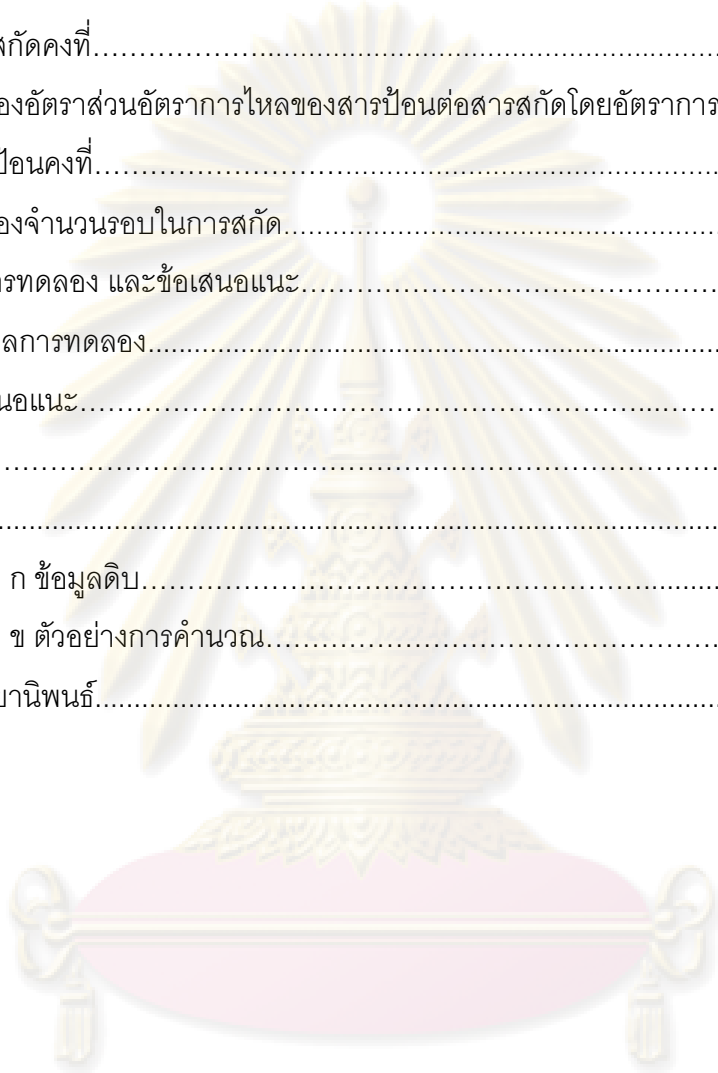 สกัดคงที่…………………………………………………………
องอัตราส่วนอัตราการไหลของสารป้อนต่อสารสกัดโดยอัตราการ
ป้อนคงที่…………………………………………………………
องจำนวนรอบในการสกัด…………………………………………
รทดลอง และข้อเสนอแนะ…………………………………………
ลการทดลอง………………………………………………………
นอแนะ……………………………………………………………
………………………………………………………………………
………………………………………………………………………
ก ข้อมูลดิบ…………………………………………………………
ข ตัวอย่างการคำนวณ………………………………………………
ยานิพนธ์……………………………………………………………